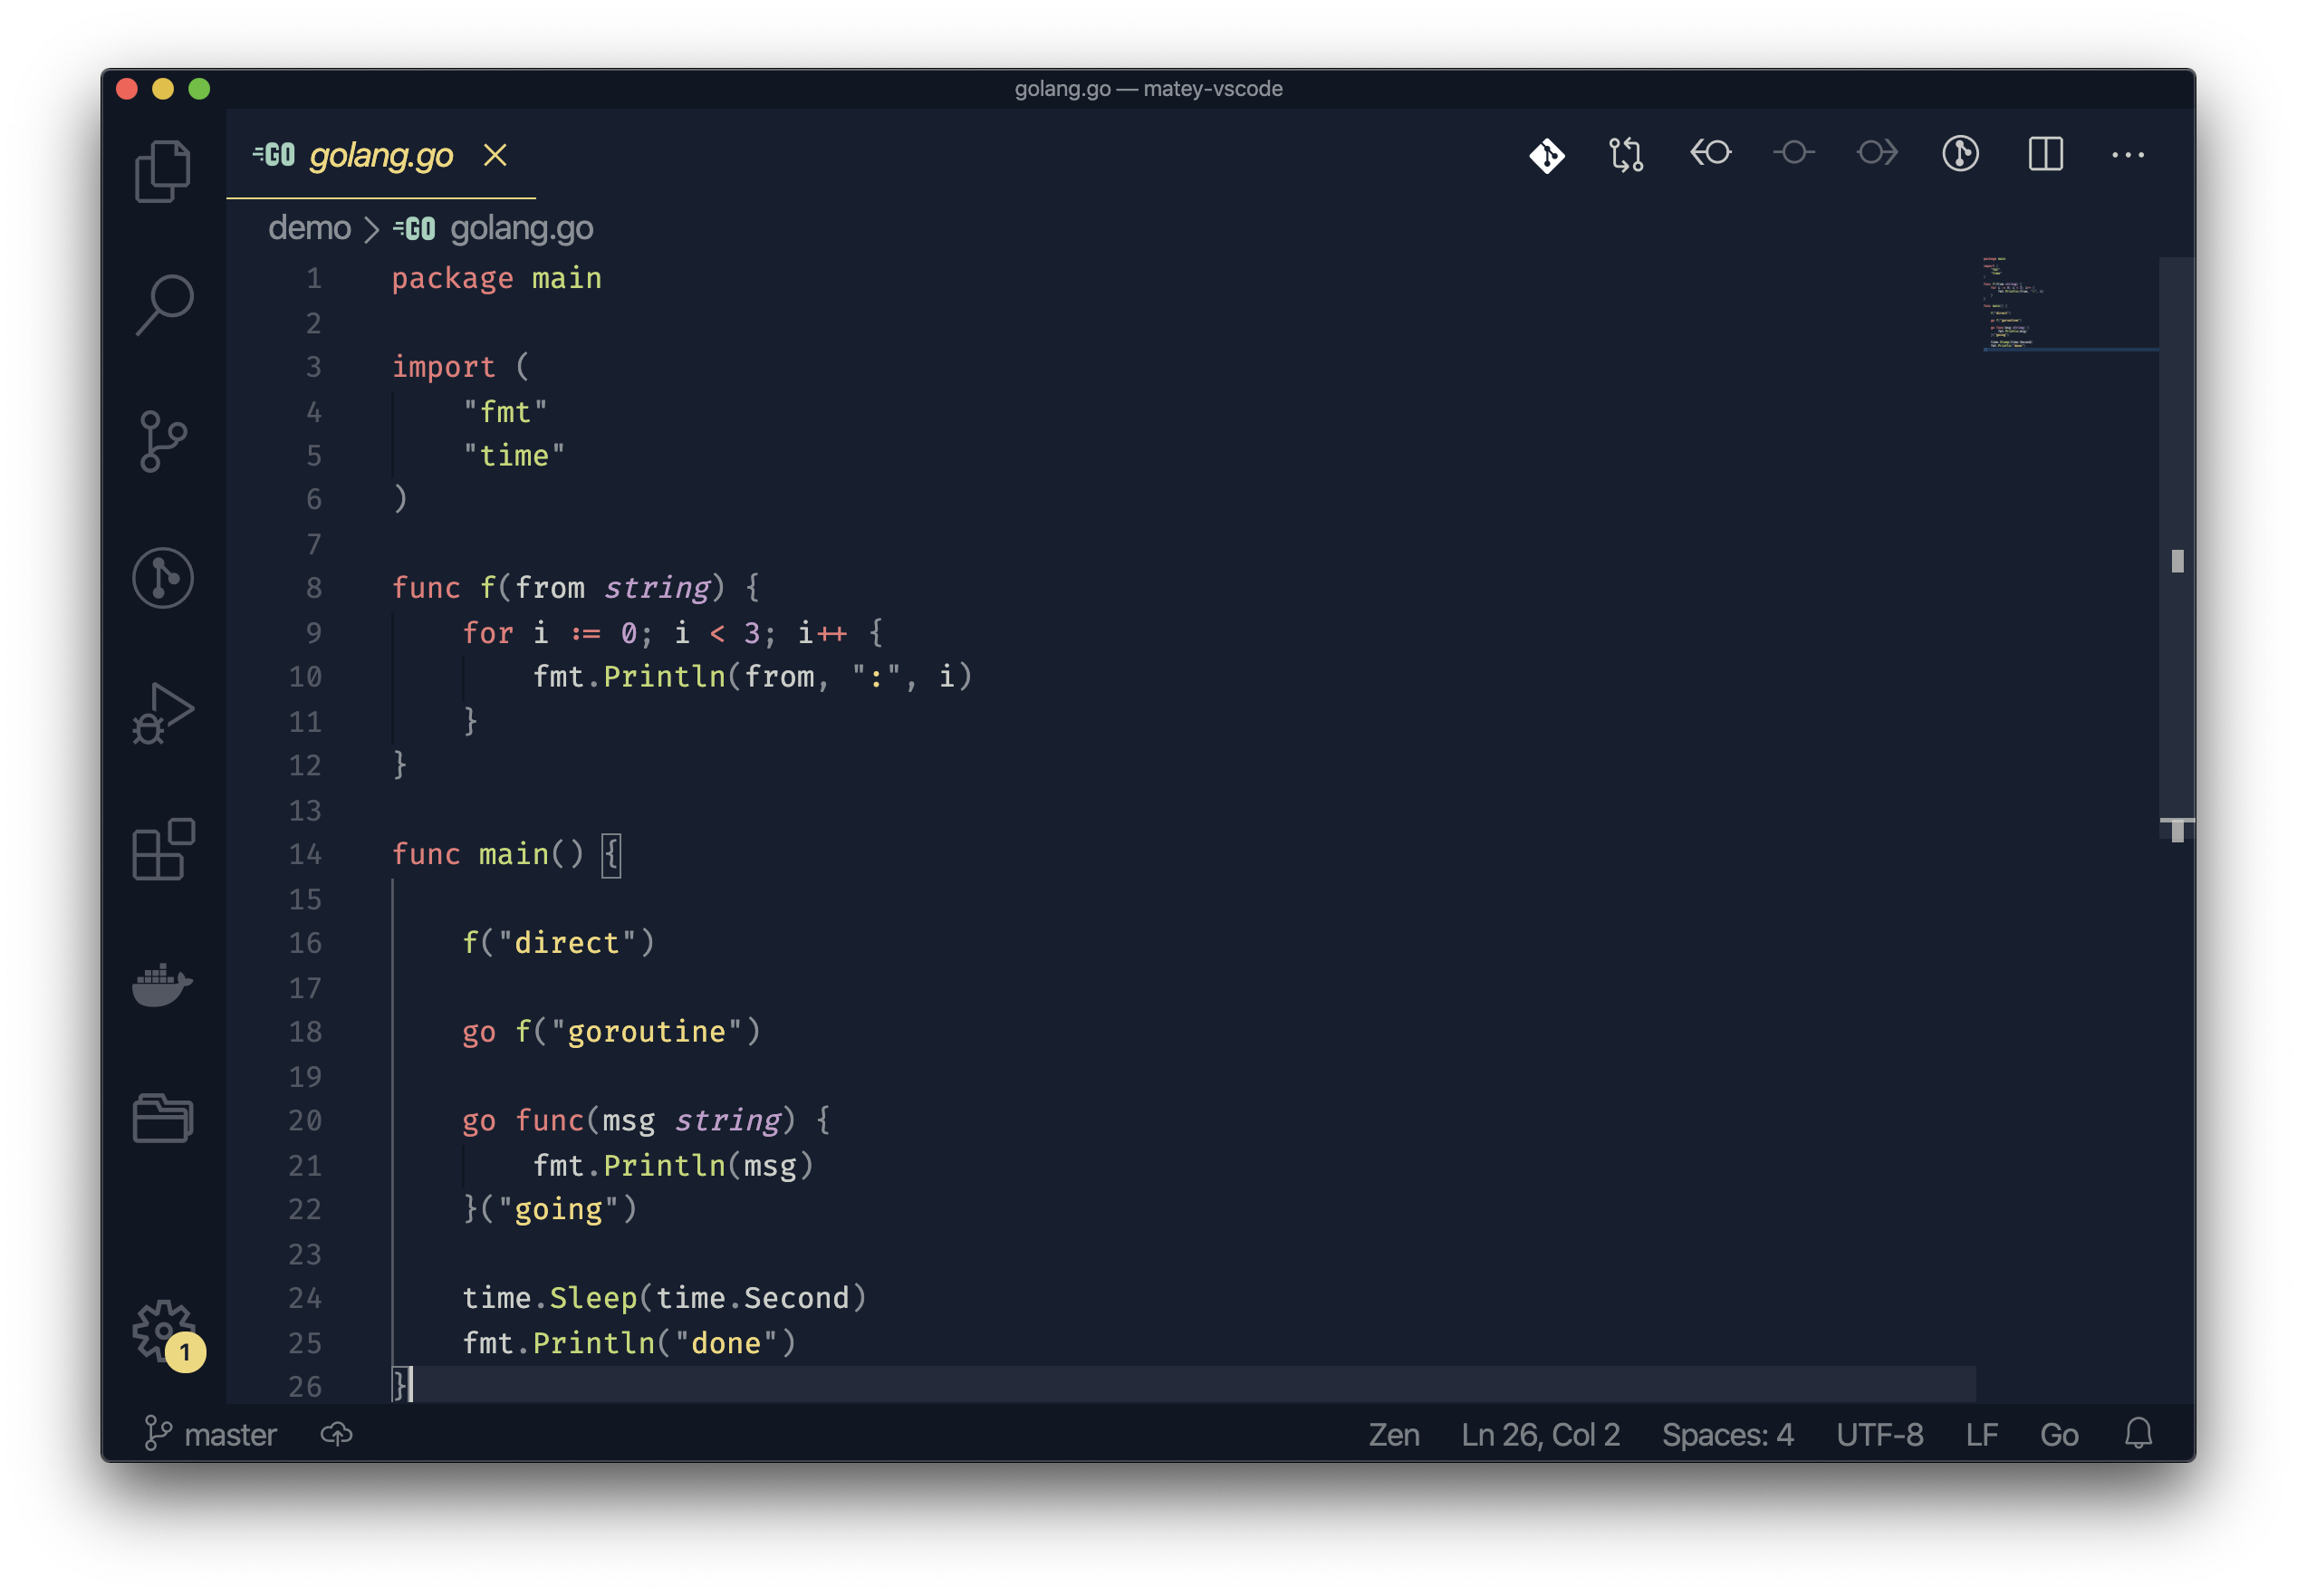 golang.go — matey-vscode
GO golang.go
demo > GO golang.go
1 package main
2
3 import (
4     "fmt"
5     "time"
6 )
7
8 func f(from string) {
9     for i := 0; i < 3; i++ {
10         fmt.Println(from, ":", i)
11     }
12 }
13
14 func main() {
15
16     f("direct")
17
18     go f("goroutine")
19
20     go func(msg string) {
21         fmt.Println(msg)
22     }("going")
23
24     time.Sleep(time.Second)
25     fmt.Println("done")
26 }
1
master Zen Ln 26, Col 2 Spaces: 4 UTF-8 LF Go